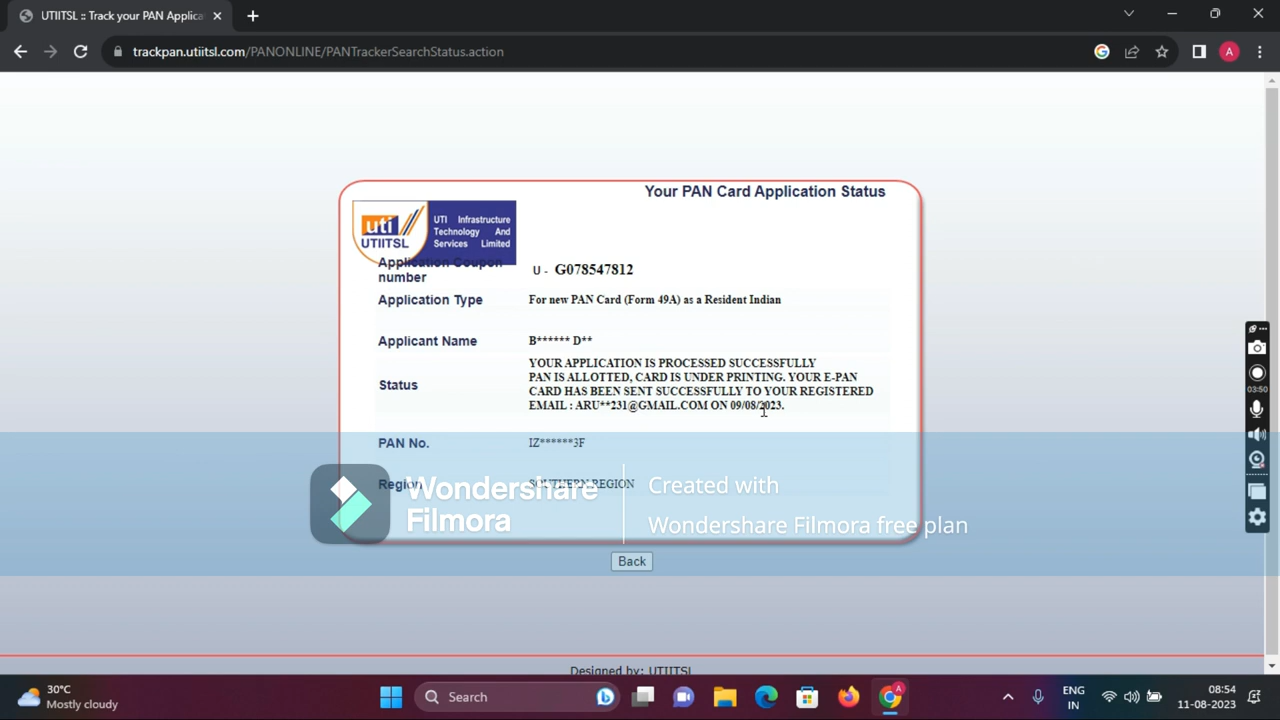 UTIITSL :: Track your PAN Applica
trackpan.utiitsl.com/PANONLINE/PANTrackerSearchStatus.action
A
Your PAN Card Application Status
uti
UTIITSL
UTI Infrastructure
Technology And
Services Limited
Application Coupon
number
U - G078547812
Application Type
For new PAN Card (Form 49A) as a Resident Indian
Applicant Name
B****** D**
Status
YOUR APPLICATION IS PROCESSED SUCCESSFULLY
PAN IS ALLOTTED, CARD IS UNDER PRINTING. YOUR E-PAN
CARD HAS BEEN SENT SUCCESSFULLY TO YOUR REGISTERED
EMAIL : ARU**231@GMAIL.COM ON 09/08/2023.
03:50
PAN No.
IZ******3F
Region
SOUTHERN REGION
Wondershare
Filmora
Created with
Wondershare Filmora free plan
Back
Designed by: UTIITSL
30°C
Mostly cloudy
Search
A
ENG
IN
08:54
11-08-2023